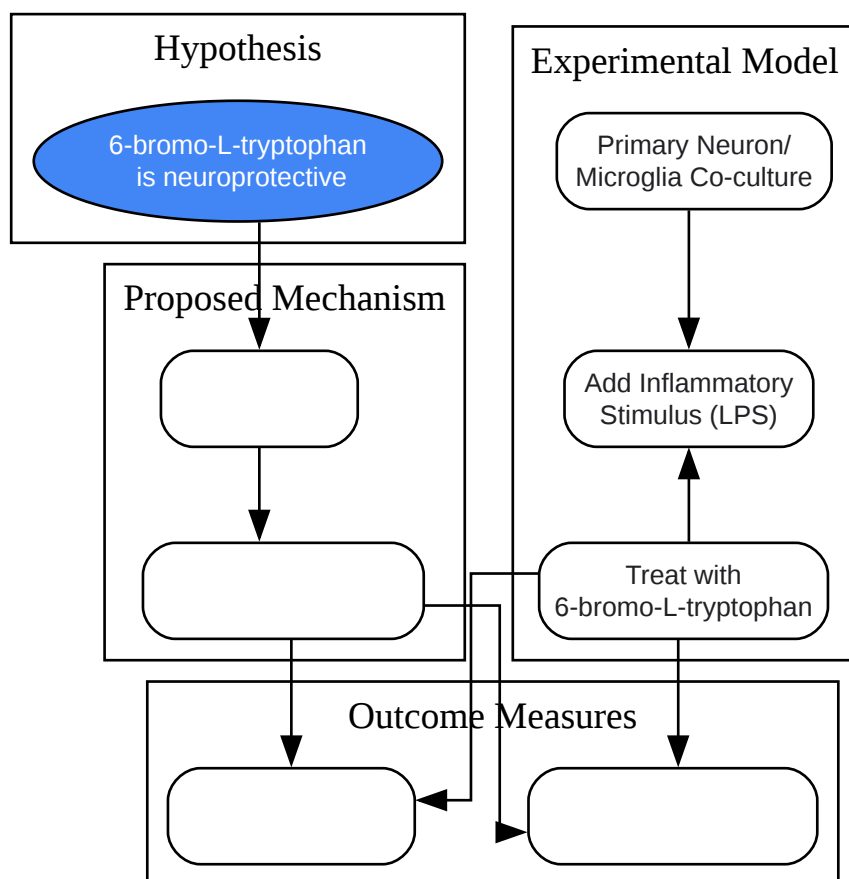 Hypothesis
6-bromo-L-tryptophan
is neuroprotective
Proposed Mechanism
Experimental Model
Primary Neuron/
Microglia Co-culture
Add Inflammatory
Stimulus (LPS)
Treat with
6-bromo-L-tryptophan
Outcome Measures